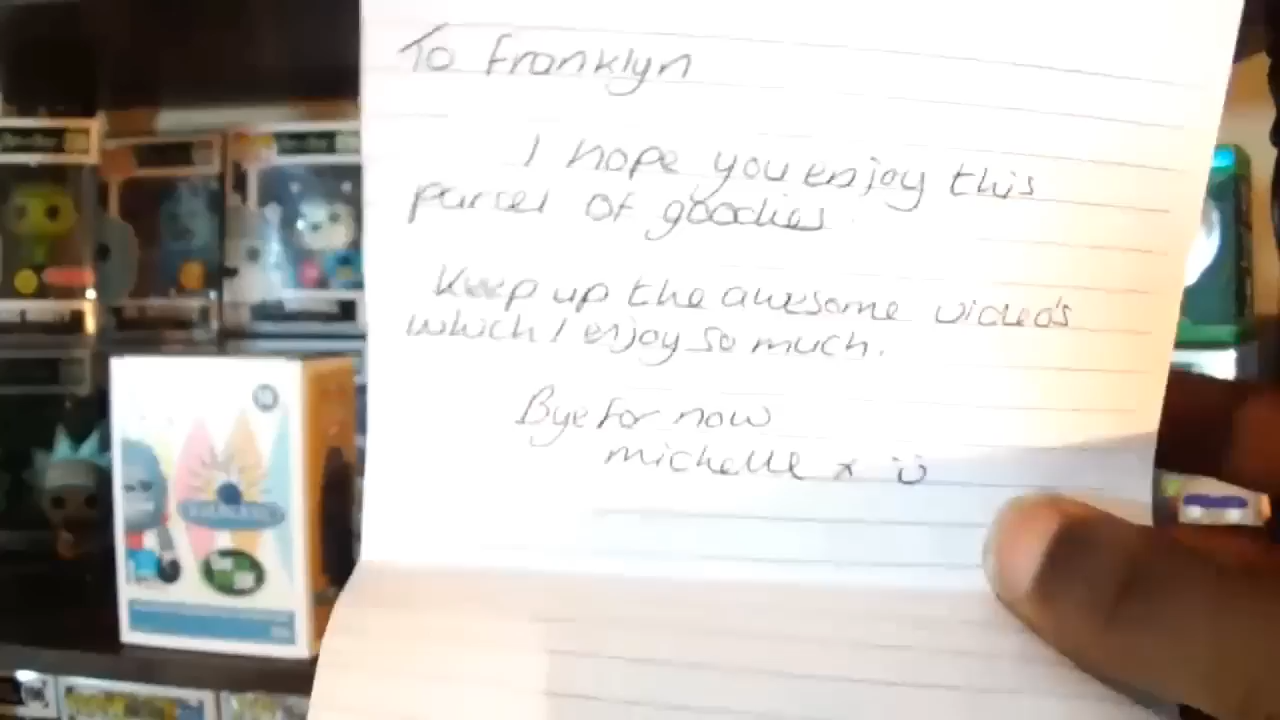 To Franklyn
I hope you enjoy this
parcel of goodies.
Keep up the awesome video's
which I enjoy so much.
Bye for now
michelle x